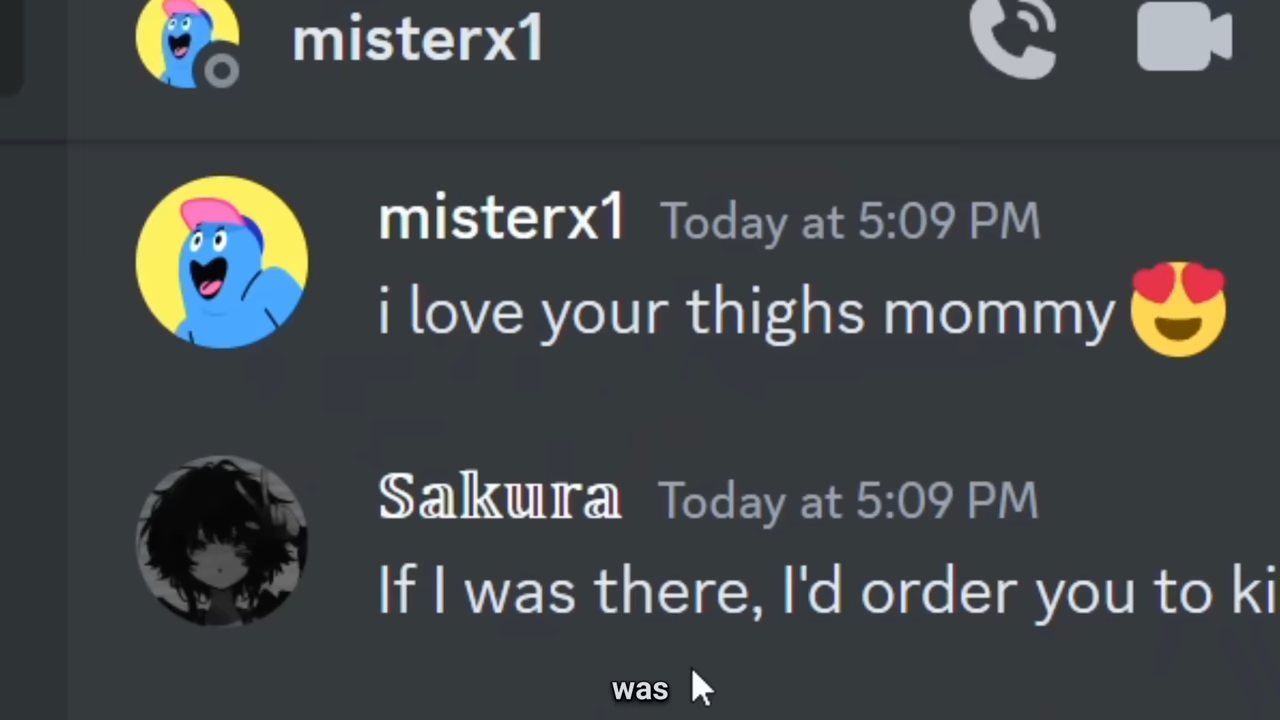 misterx1
misterx1 Today at 5:09 PM
i love your thighs mommy 😍
𝕊akura Today at 5:09 PM
If I was there, I'd order you to ki
was